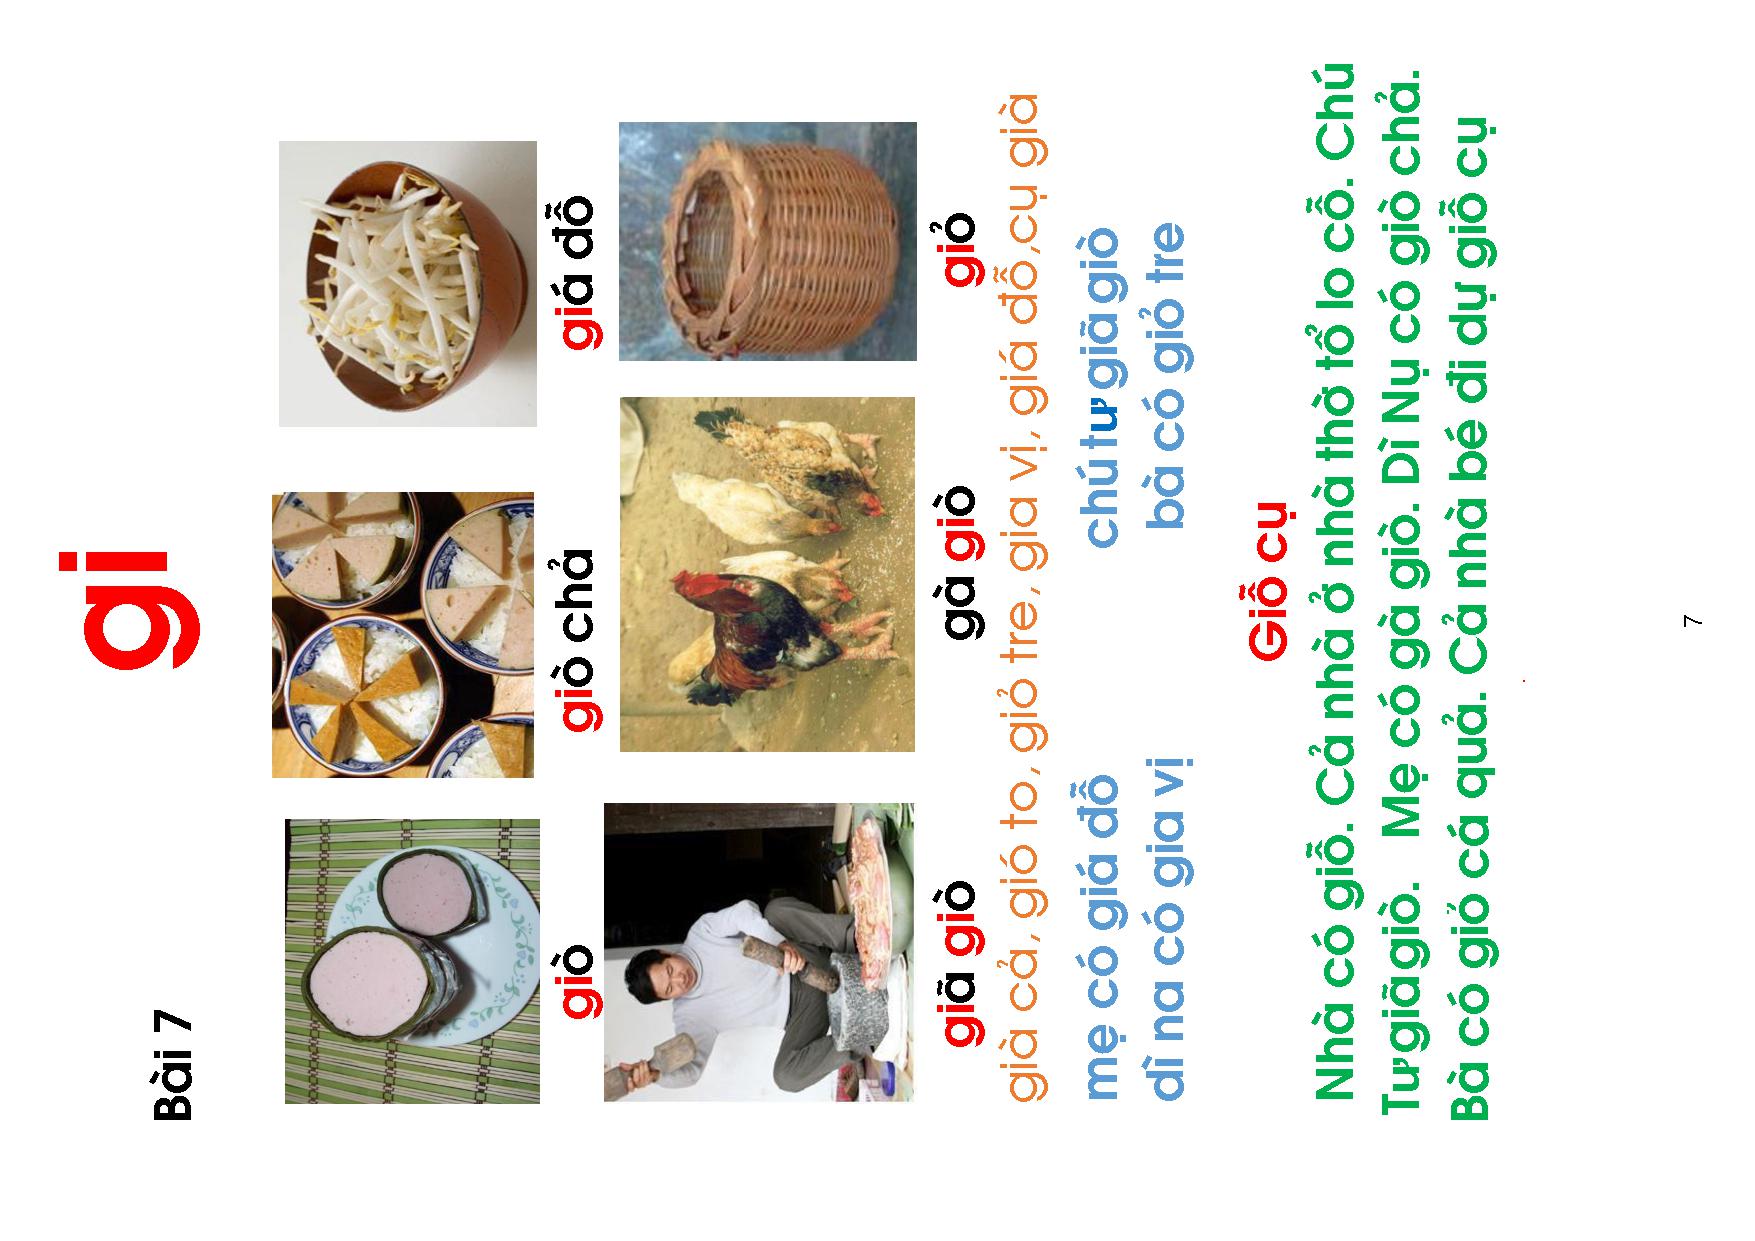 gi
Bài 7
giò giò chả giá đỗ
giã giò gà giò giỏ
già cả, gió to, giỏ tre, gia vị, giá đỗ,cụ già
mẹ có giá đỗ chú tư giã giò
dì na có gia vị bà có giỏ tre
Giỗ cụ
Nhà có giỗ. Cả nhà ở nhà thờ tổ lo cỗ. Chú
Tư giã giò. Mẹ có gà giò. Dì Nụ có giò chả.
Bà có giỏ cá quả. Cả nhà bé đi dự giỗ cụ
.
7